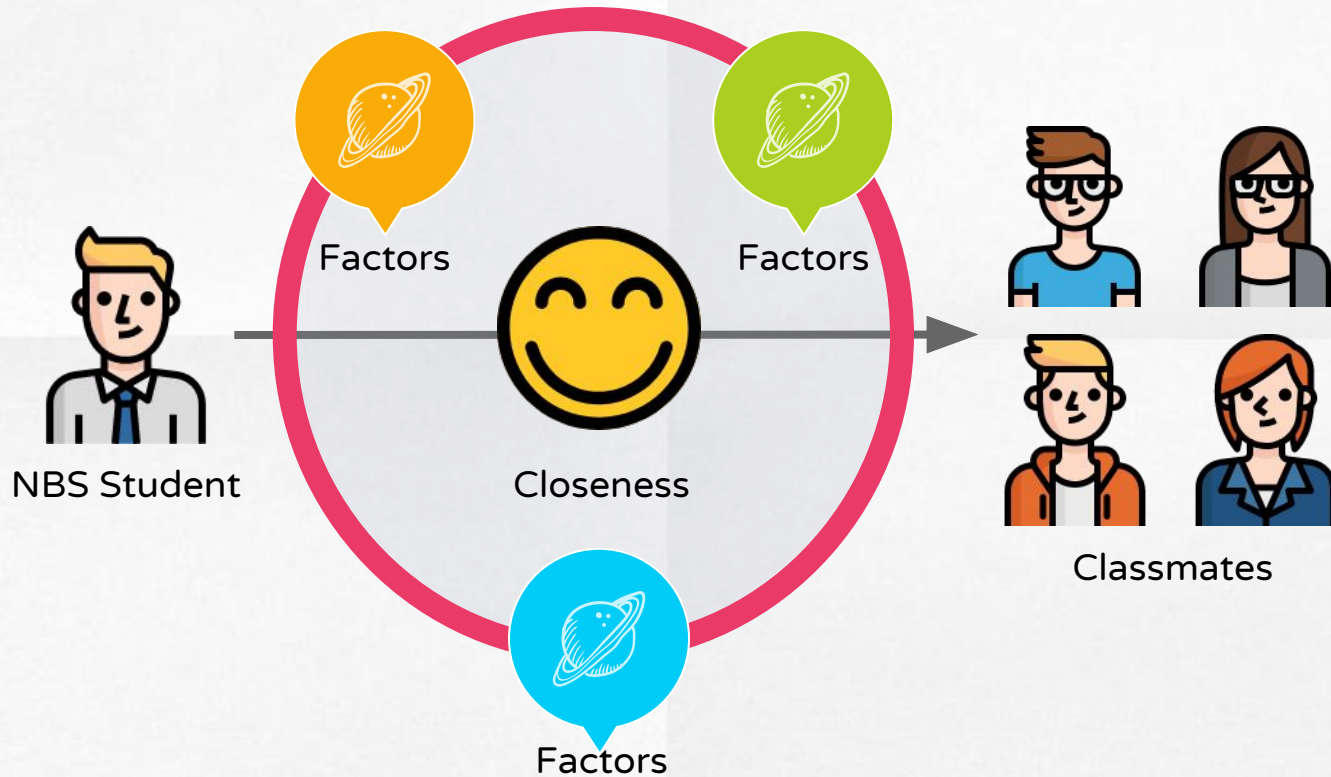 Factors
Factors
NBS Student
Closeness
Classmates
Factors